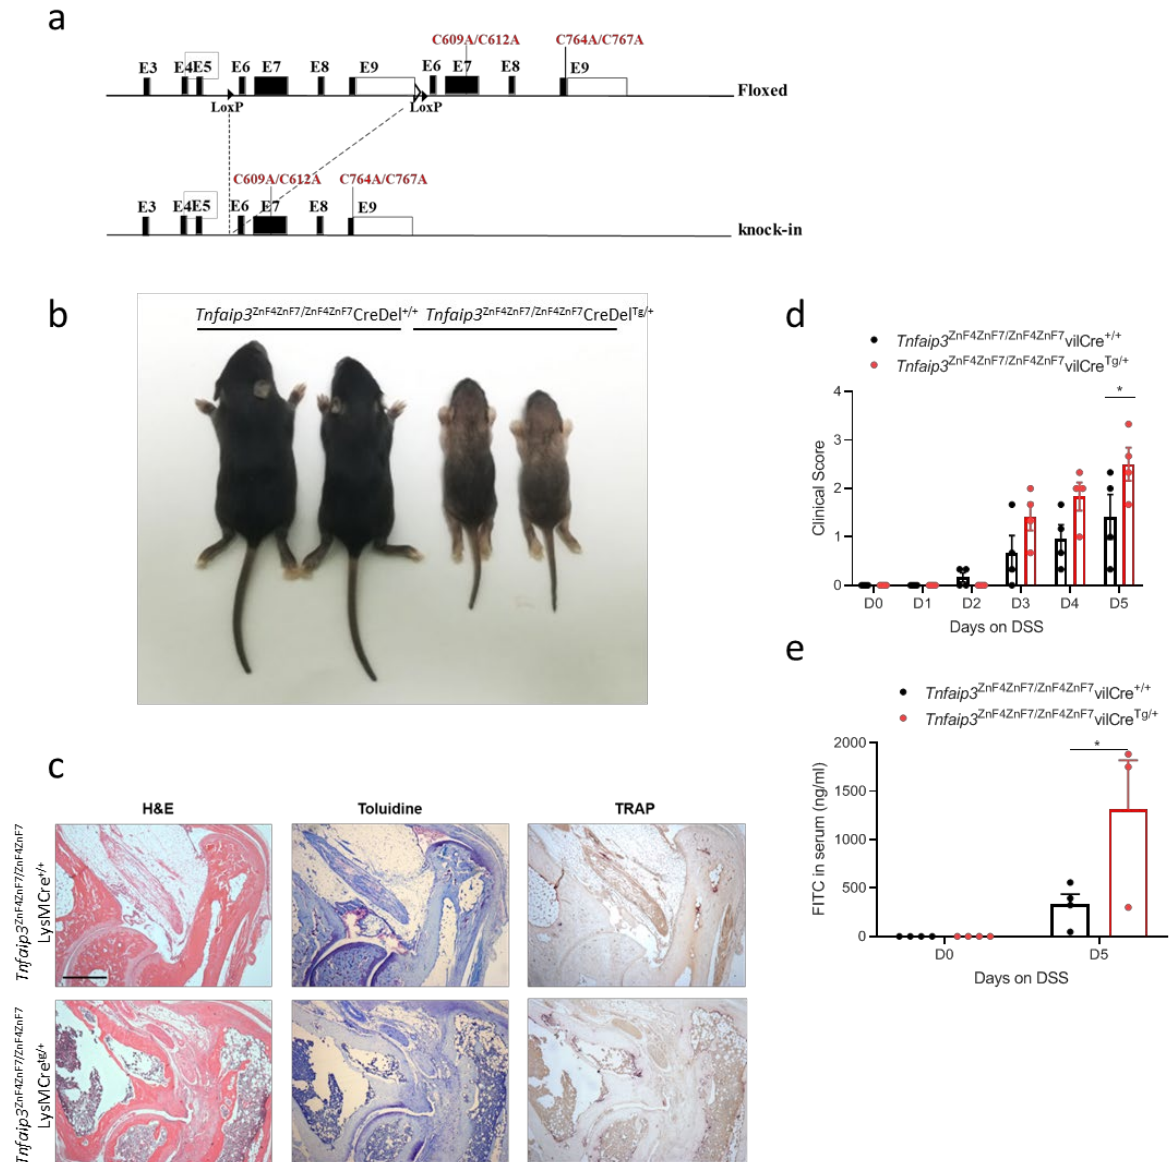 a
C609A/C612A C764A/C767A
E3 E4 E5 E6 E7 E8 E9 E6 E7 E8 E9
Floxed
LoxP LoxP
C609A/C612A C764A/C767A
E3 E4 E5 E6 E7 E8 E9
knock-in
b
Tnfaip3ZnF4ZnF7/ZnF4ZnF7CreDel+/+ Tnfaip3ZnF4ZnF7/ZnF4ZnF7CreDelTg/+
c
H&E Toluidine TRAP
Tnfaip3ZnF4ZnF7/ZnF4ZnF7
LysMCre+/+
Tnfaip3ZnF4ZnF7/ZnF4ZnF7
LysMCretg/+
d
Tnfaip3ZnF4ZnF7/ZnF4ZnF7vilCre+/+
Tnfaip3ZnF4ZnF7/ZnF4ZnF7vilCreTg/+
Clinical Score
4
3
2
1
0
*
D0 D1 D2 D3 D4 D5
Days on DSS
e
Tnfaip3ZnF4ZnF7/ZnF4ZnF7vilCre+/+
Tnfaip3ZnF4ZnF7/ZnF4ZnF7vilCreTg/+
FITC in serum (ng/ml)
2000
1500
1000
500
0
*
D0 D5
Days on DSS